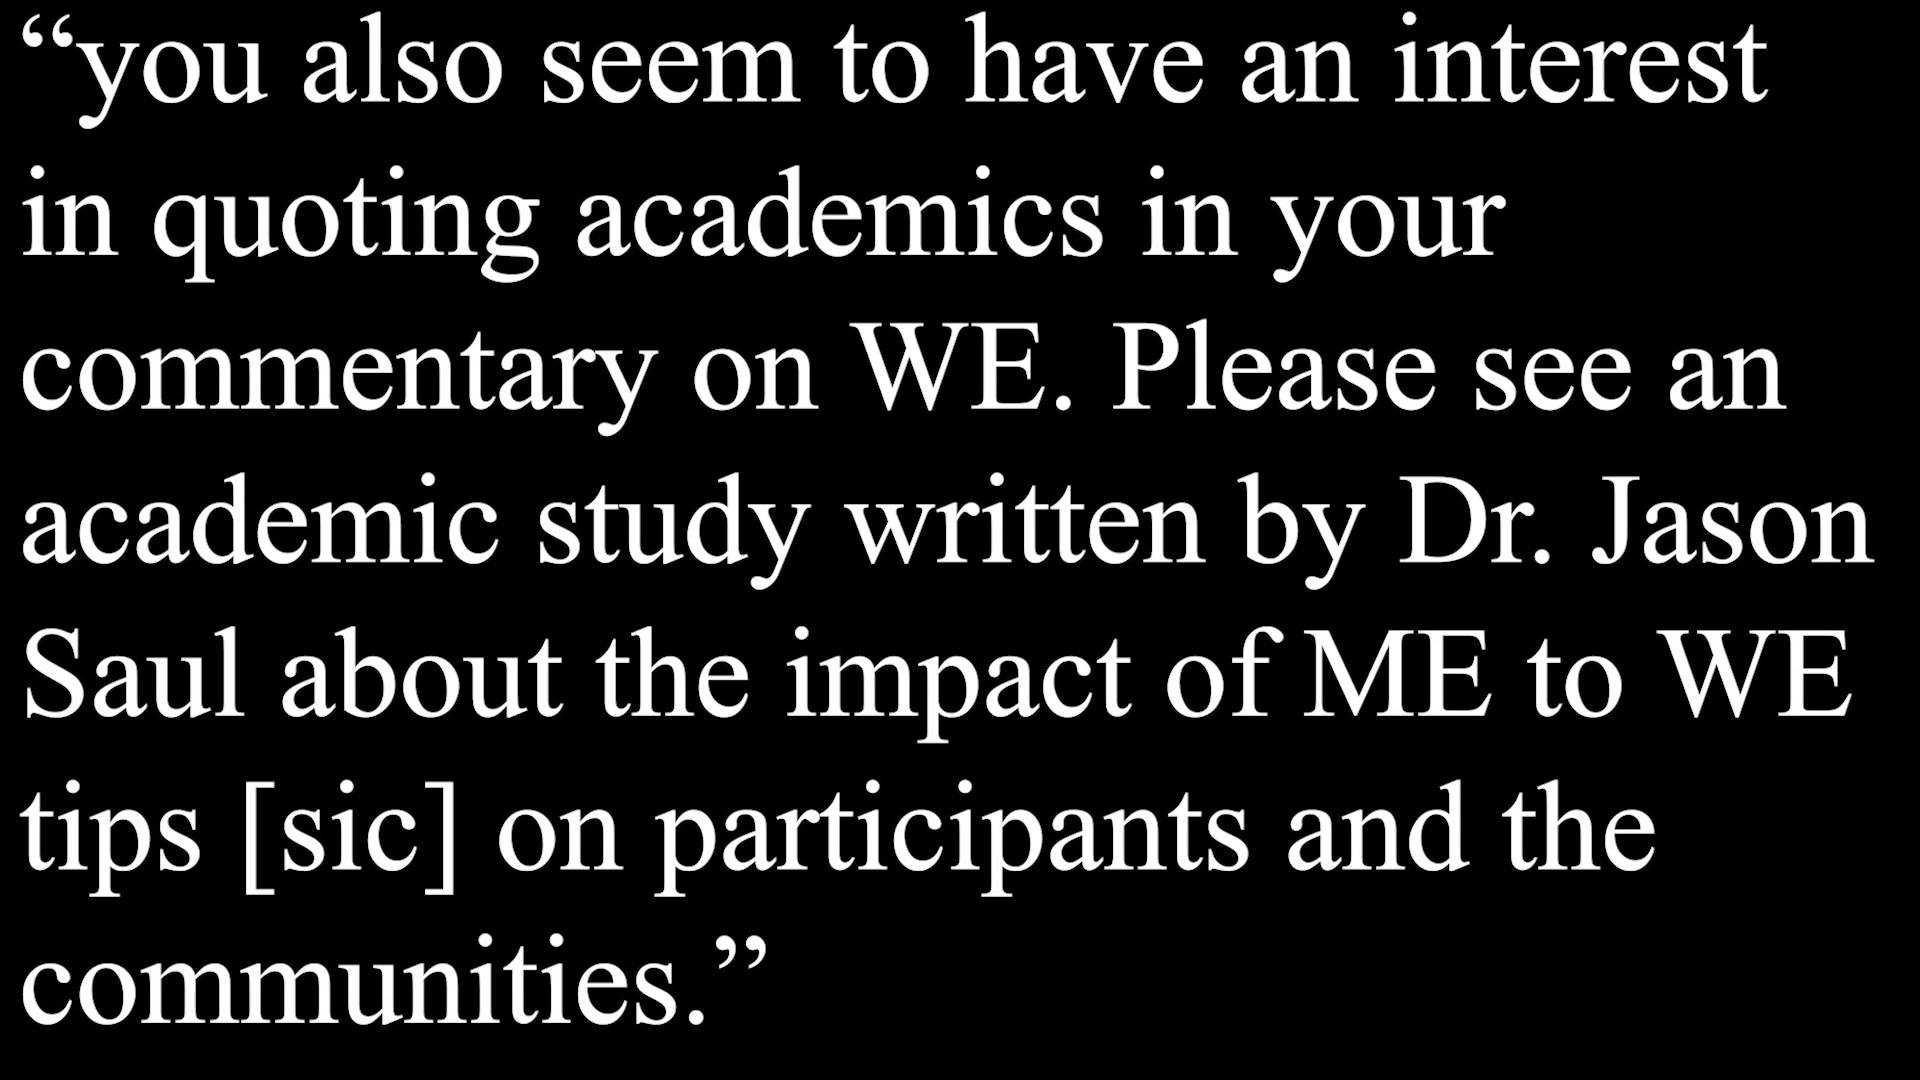 “you also seem to have an interest
in quoting academics in your
commentary on WE. Please see an
academic study written by Dr. Jason
Saul about the impact of ME to WE
tips [sic] on participants and the
communities.”